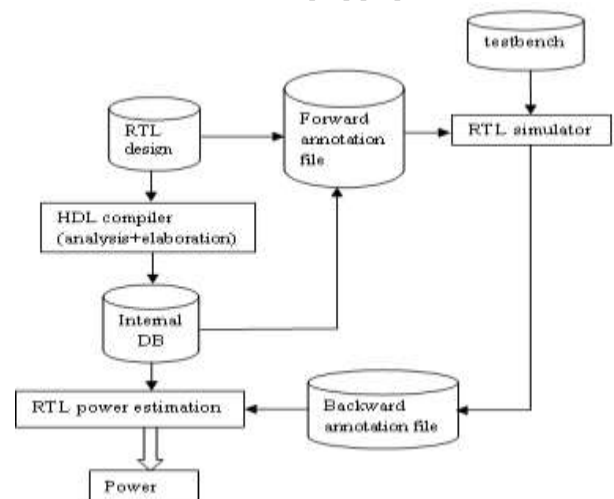 testbench
RTL
design
Forward
annotation
file
RTL simulator
HDL compiler
(analysis+elaboration)
Internal
DB
RTL power estimation
Backward
annotation file
Power